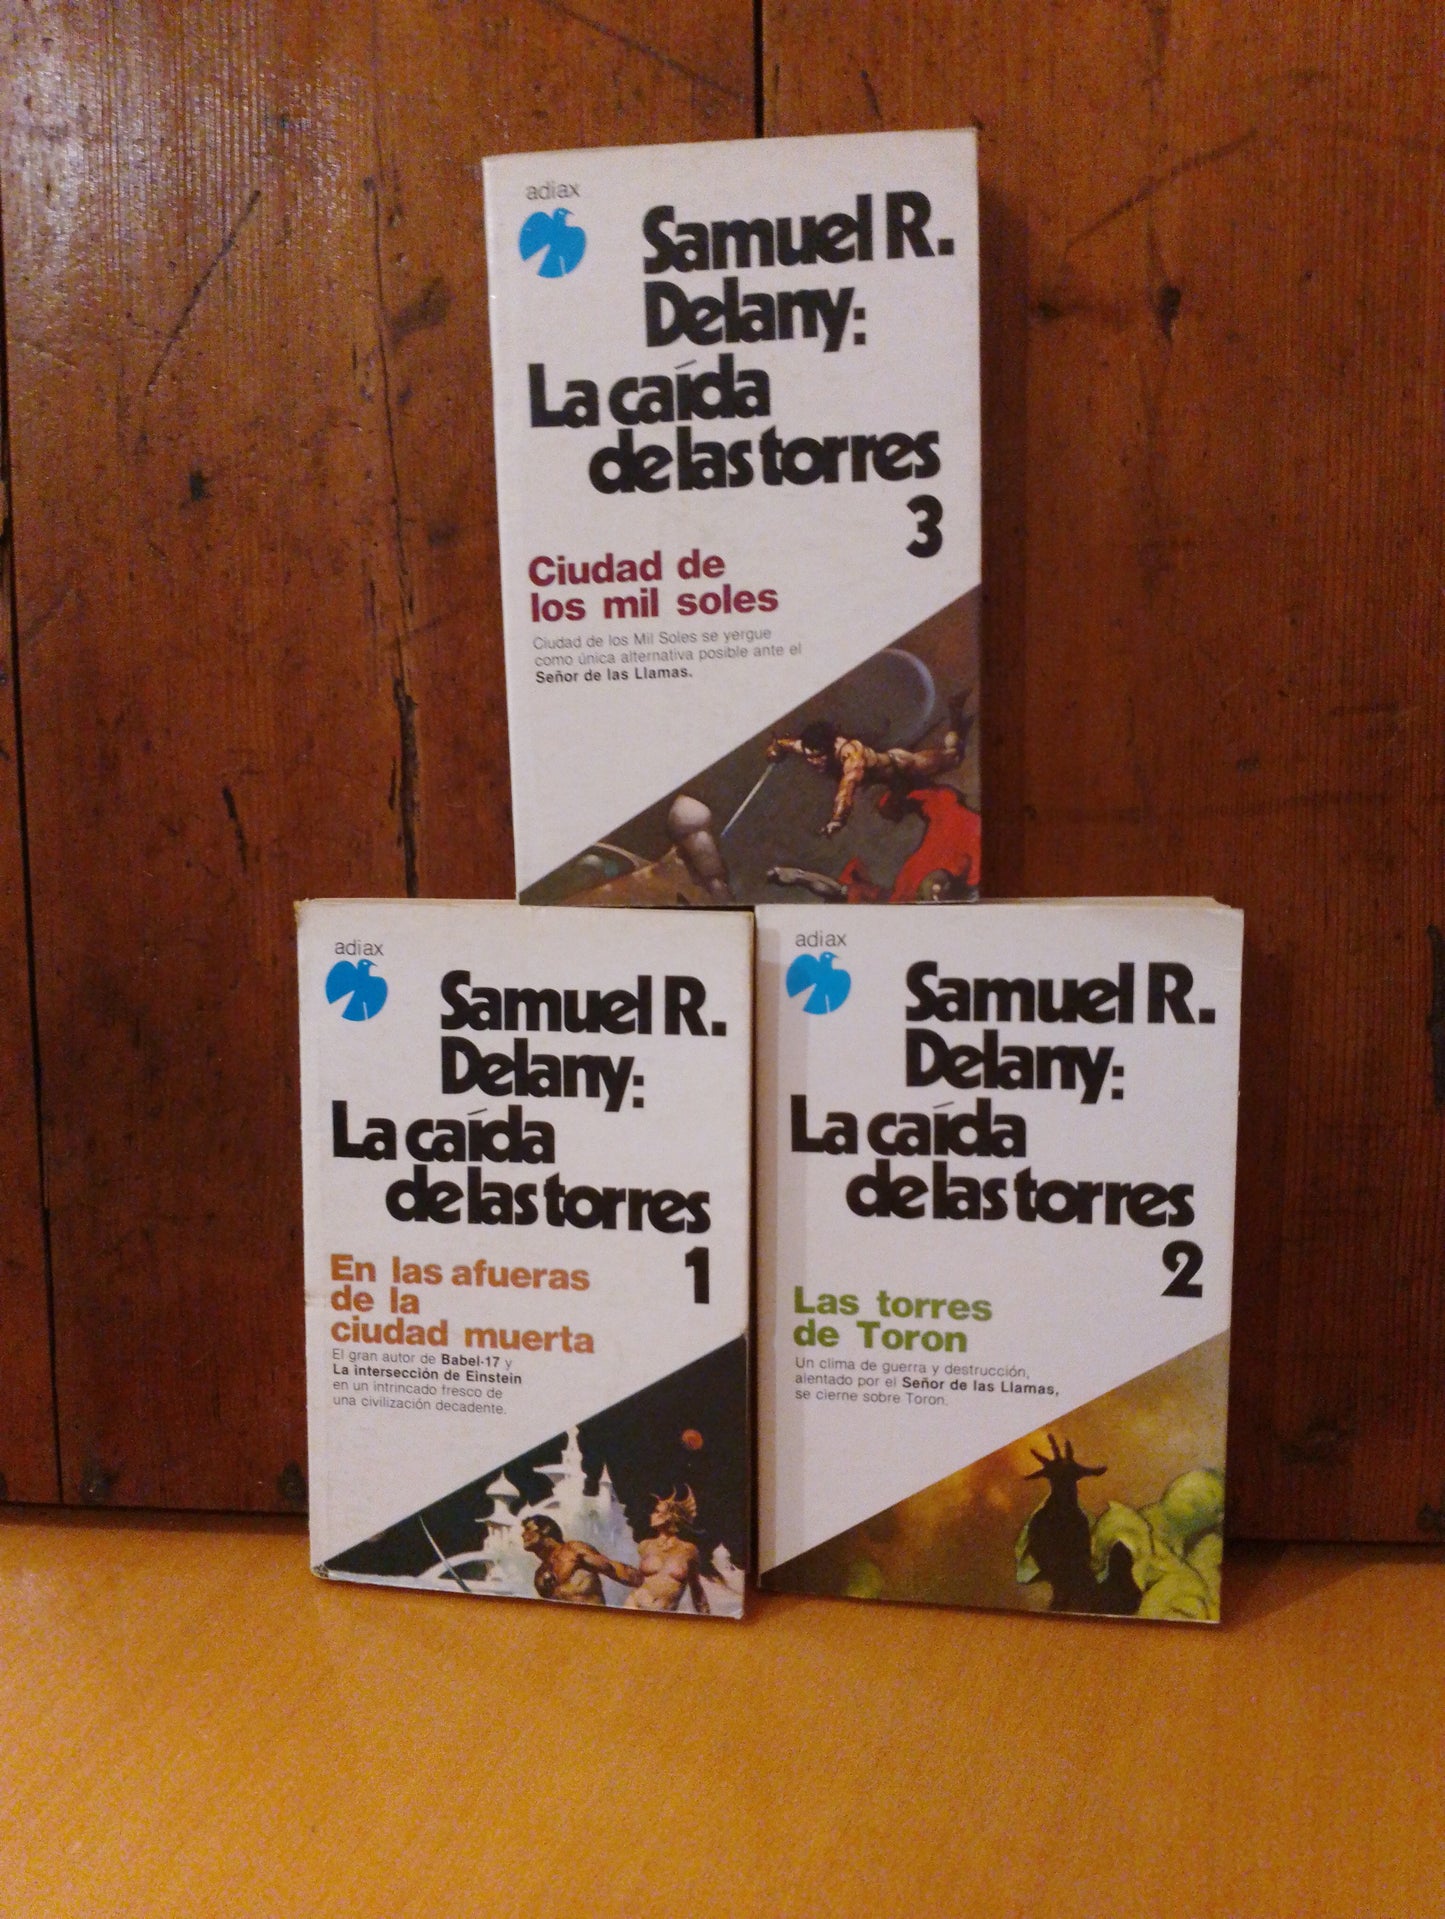 adiax
Samuel R.
Delany:
La caída
de las torres
3
Ciudad de
los mil soles
Ciudad de los Mil Soles se yergue
como única alternativa posible ante el
Señor de las Llamas.
adiax
Samuel R.
Delany:
La caída
de las torres
1
En las afueras
de la
ciudad muerta
El gran autor de Babel-17 y
La intersección de Einstein
en un intrincado fresco de
una civilización decadente.
adiax
Samuel R.
Delany:
La caída
de las torres
2
Las torres
de Toron
Un clima de guerra y destrucción,
alentado por el Señor de las Llamas,
se cierne sobre Toron.